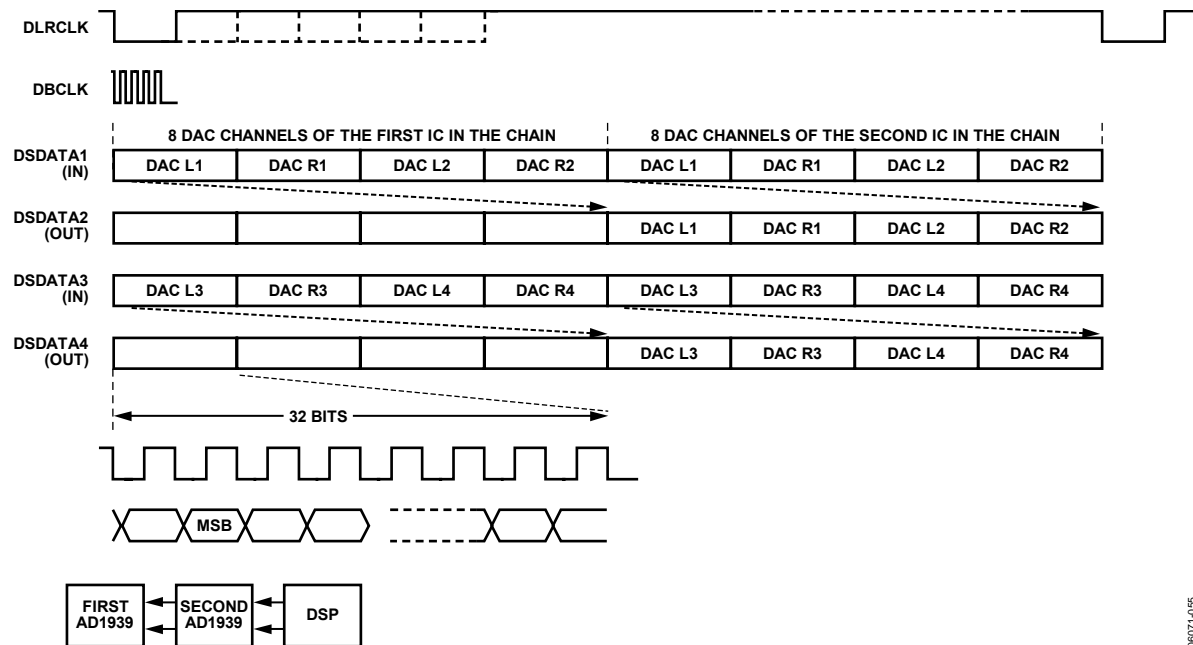 DLRCLK
DBCLK
8 DAC CHANNELS OF THE FIRST IC IN THE CHAIN
8 DAC CHANNELS OF THE SECOND IC IN THE CHAIN
DSDATA1
(IN)
DAC L1 DAC R1 DAC L2 DAC R2 DAC L1 DAC R1 DAC L2 DAC R2
DSDATA2
(OUT)
DAC L1 DAC R1 DAC L2 DAC R2
DSDATA3
(IN)
DAC L3 DAC R3 DAC L4 DAC R4 DAC L3 DAC R3 DAC L4 DAC R4
DSDATA4
(OUT)
DAC L3 DAC R3 DAC L4 DAC R4
32 BITS
MSB
FIRST
AD1939
SECOND
AD1939
DSP
06071-055